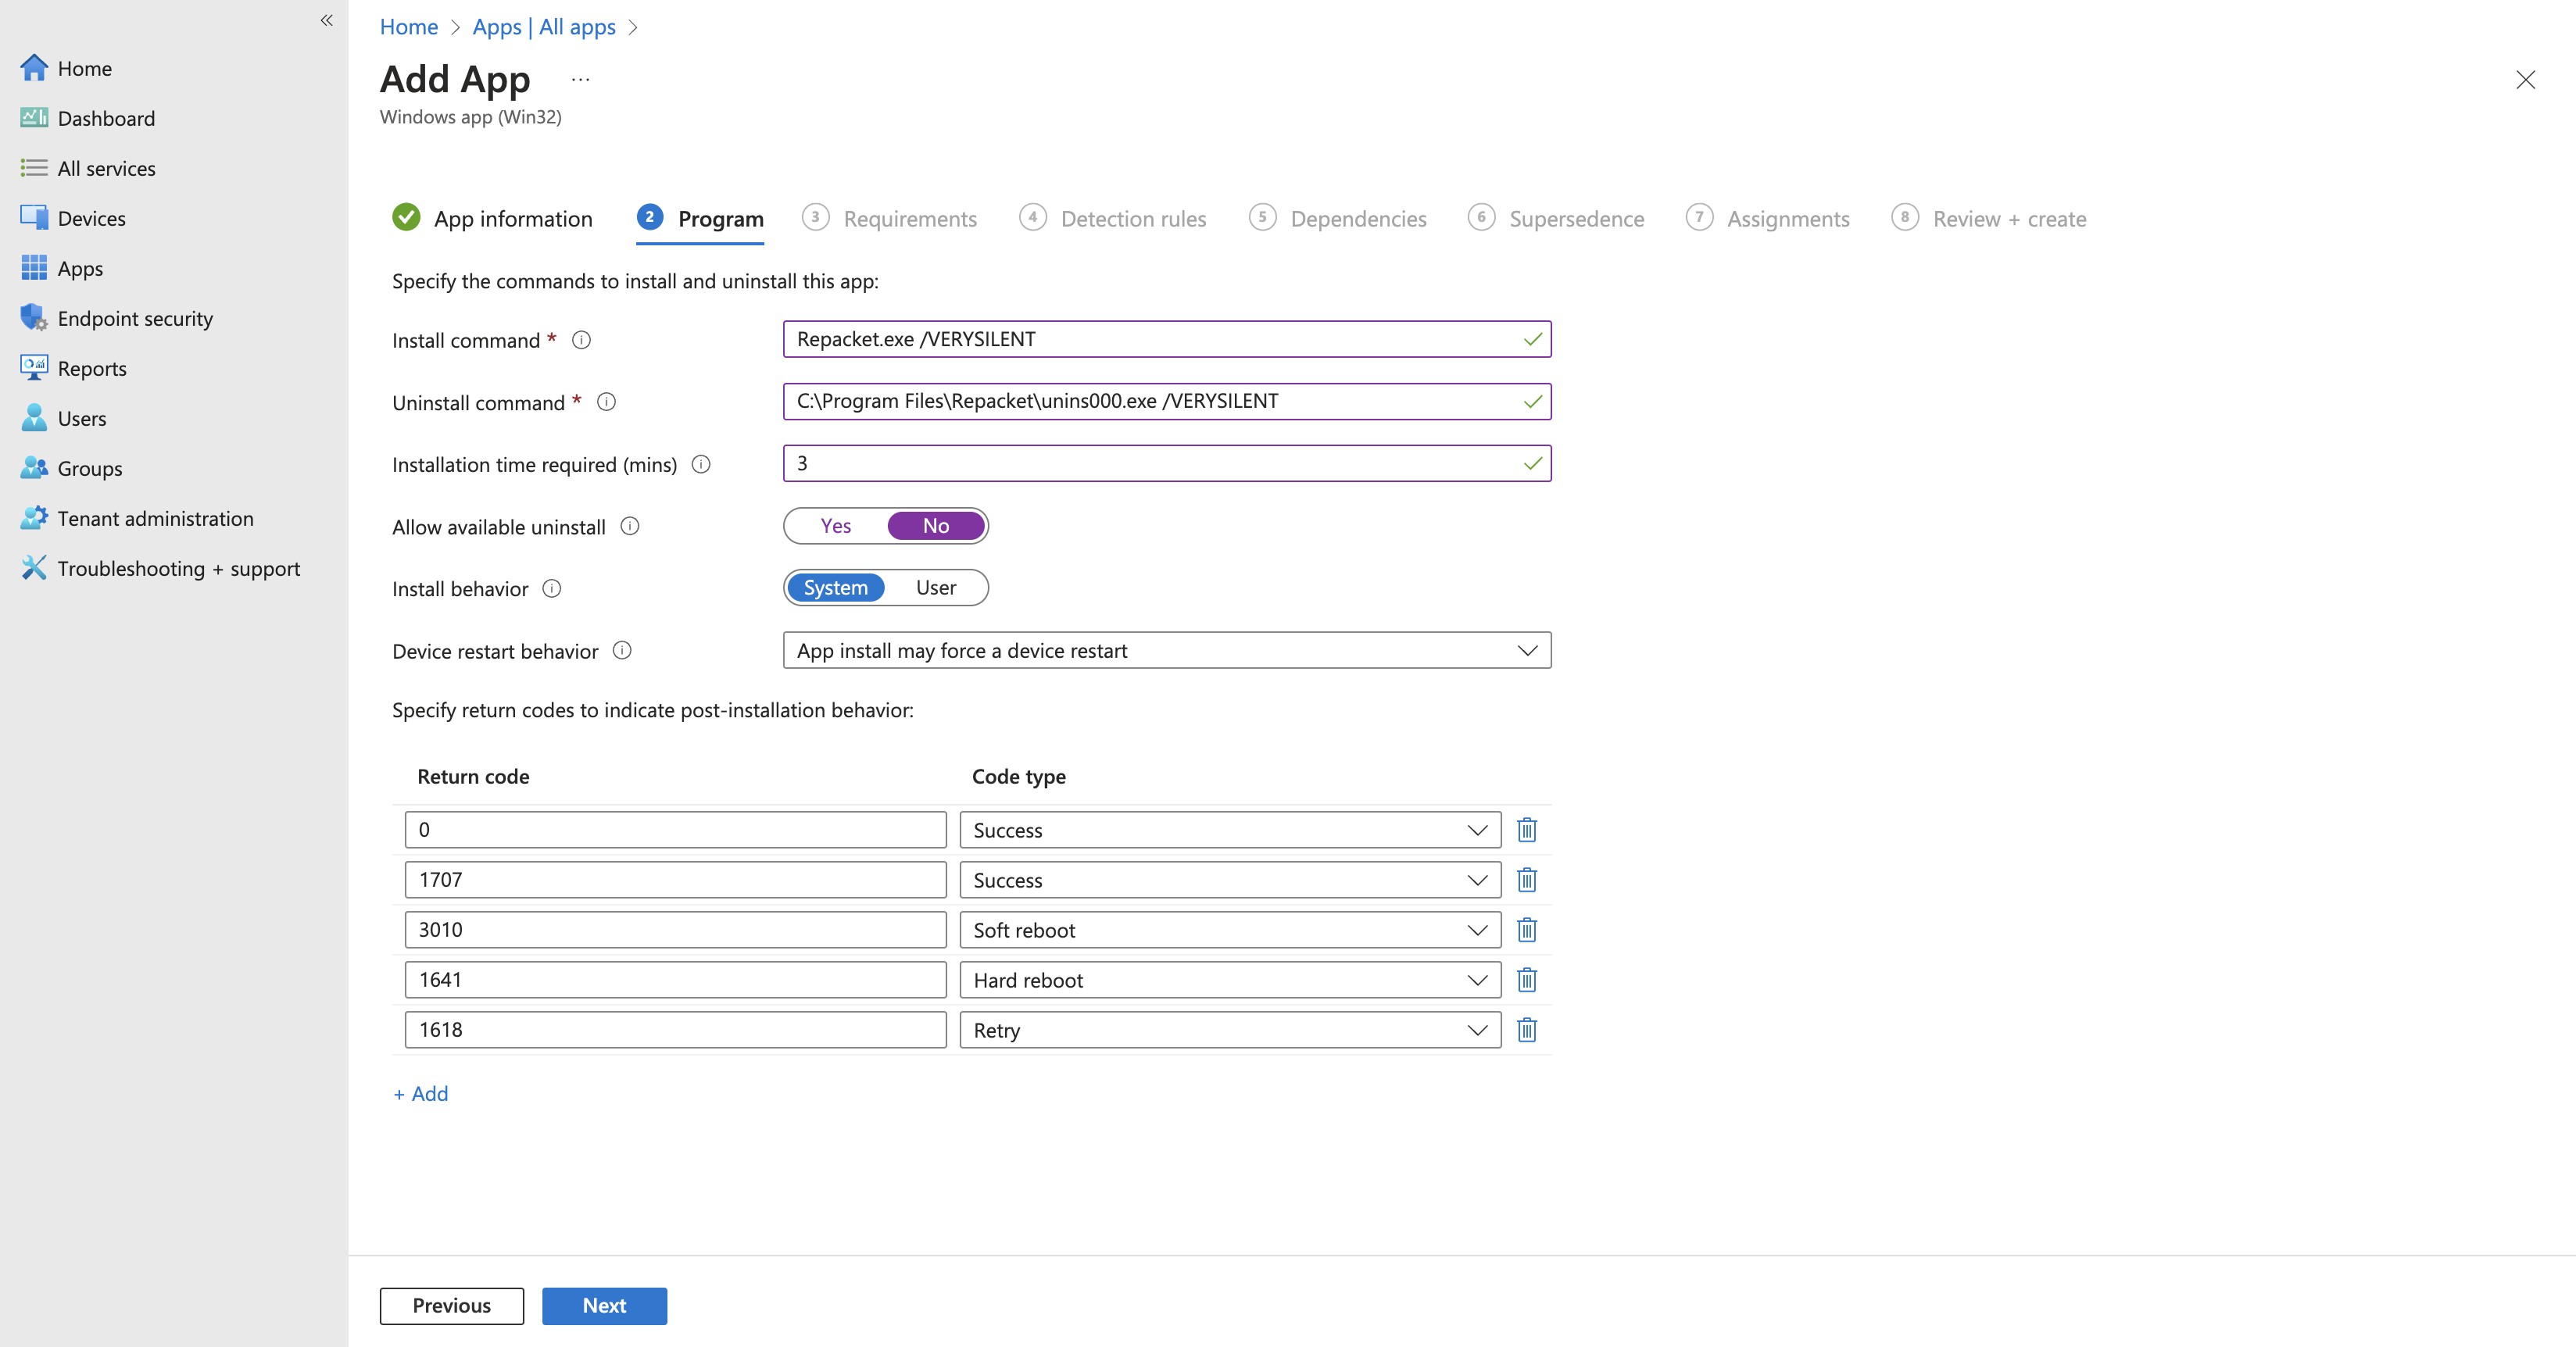 Home
Dashboard
All services
Devices
Apps
Endpoint security
Reports
Users
Groups
Tenant administration
Troubleshooting + support
Home > Apps | All apps >
Add App ...
Windows app (Win32)
App information 2 Program 3 Requirements 4 Detection rules 5 Dependencies 6 Supersedence 7 Assignments 8 Review + create
Specify the commands to install and uninstall this app:
Install command * Repacket.exe /VERYSILENT
Uninstall command * C:\Program Files\Repacket\unins000.exe /VERYSILENT
Installation time required (mins) 3
Allow available uninstall Yes No
Install behavior System User
Device restart behavior App install may force a device restart
Specify return codes to indicate post-installation behavior:
Return code Code type
0 Success
1707 Success
3010 Soft reboot
1641 Hard reboot
1618 Retry
+ Add
Previous Next